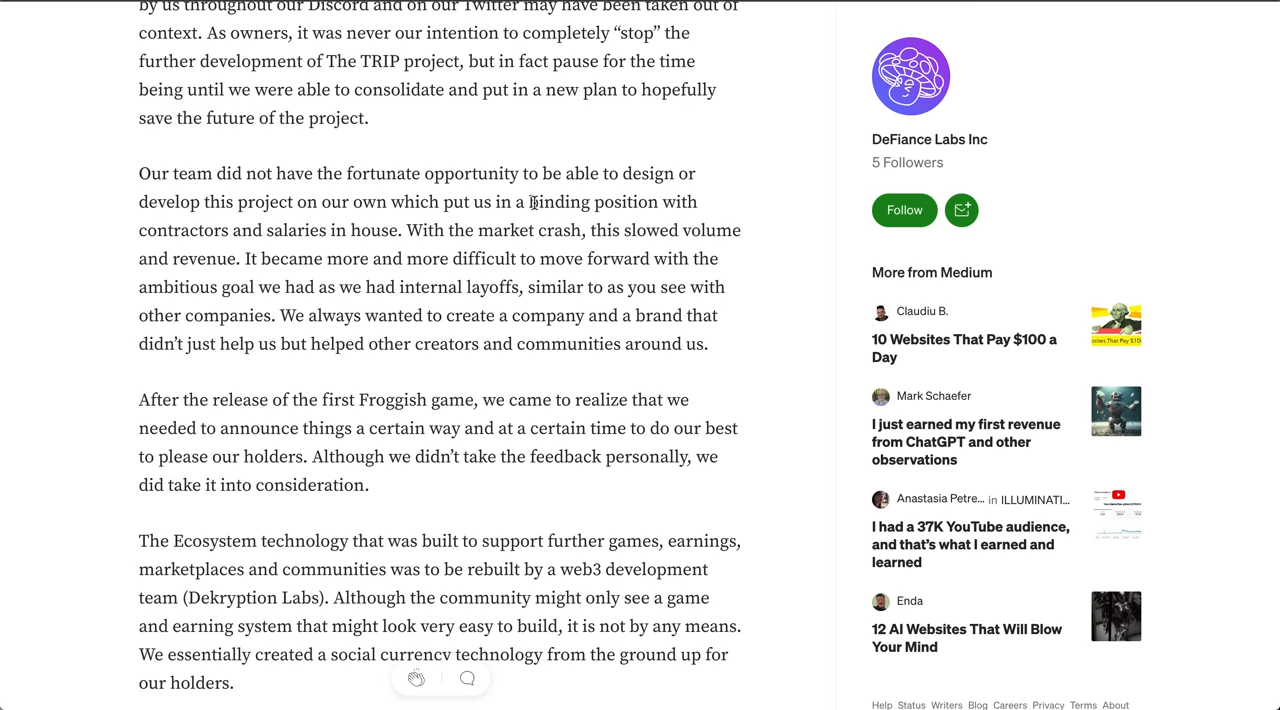 by us throughout our Discord and on our Twitter may have been taken out of
context. As owners, it was never our intention to completely “stop” the
further development of The TRIP project, but in fact pause for the time
being until we were able to consolidate and put in a new plan to hopefully
save the future of the project.
Our team did not have the fortunate opportunity to be able to design or
develop this project on our own which put us in a binding position with
contractors and salaries in house. With the market crash, this slowed volume
and revenue. It became more and more difficult to move forward with the
ambitious goal we had as we had internal layoffs, similar to as you see with
other companies. We always wanted to create a company and a brand that
didn’t just help us but helped other creators and communities around us.
After the release of the first Froggish game, we came to realize that we
needed to announce things a certain way and at a certain time to do our best
to please our holders. Although we didn’t take the feedback personally, we
did take it into consideration.
The Ecosystem technology that we built to support further games, earnings,
marketplces and communities was to be rebuilt by a web3 development
team (Dekryption Labs). Although the community might only see a game
and earning system that might look very easy to build, it is not by any means.
We essentially created a social currency technology from the ground up for
our holders.
DeFiance Labs Inc
5 Followers
Follow
More from Medium
Claudiu B.
10 Websites That Pay $100 a
Day
Mark Schaefer
I just earned my first revenue
from ChatGPT and other
observations
Anastasia Petre... in ILLUMINATI...
I had a 37K YouTube audience,
and that’s what I earned and
learned
Enda
12 AI Websites That Will Blow
Your Mind
Help Status Writers Blog Careers Privacy Terms About